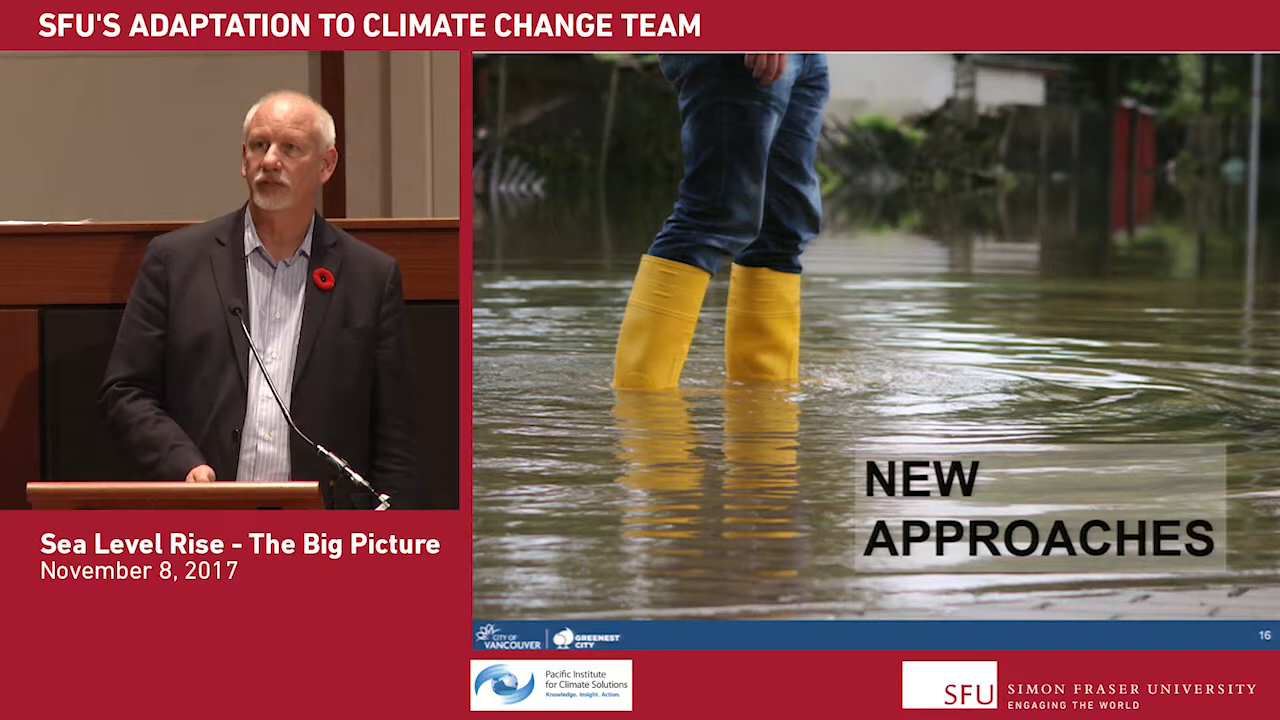 SFU'S ADAPTATION TO CLIMATE CHANGE TEAM
NEW
APPROACHES
Sea Level Rise - The Big Picture
November 8, 2017
CITY OF
VANCOUVER
GREENEST
CITY
16
Pacific Institute
for Climate Solutions
Knowledge. Insight. Action.
SFU
SIMON FRASER UNIVERSITY
ENGAGING THE WORLD